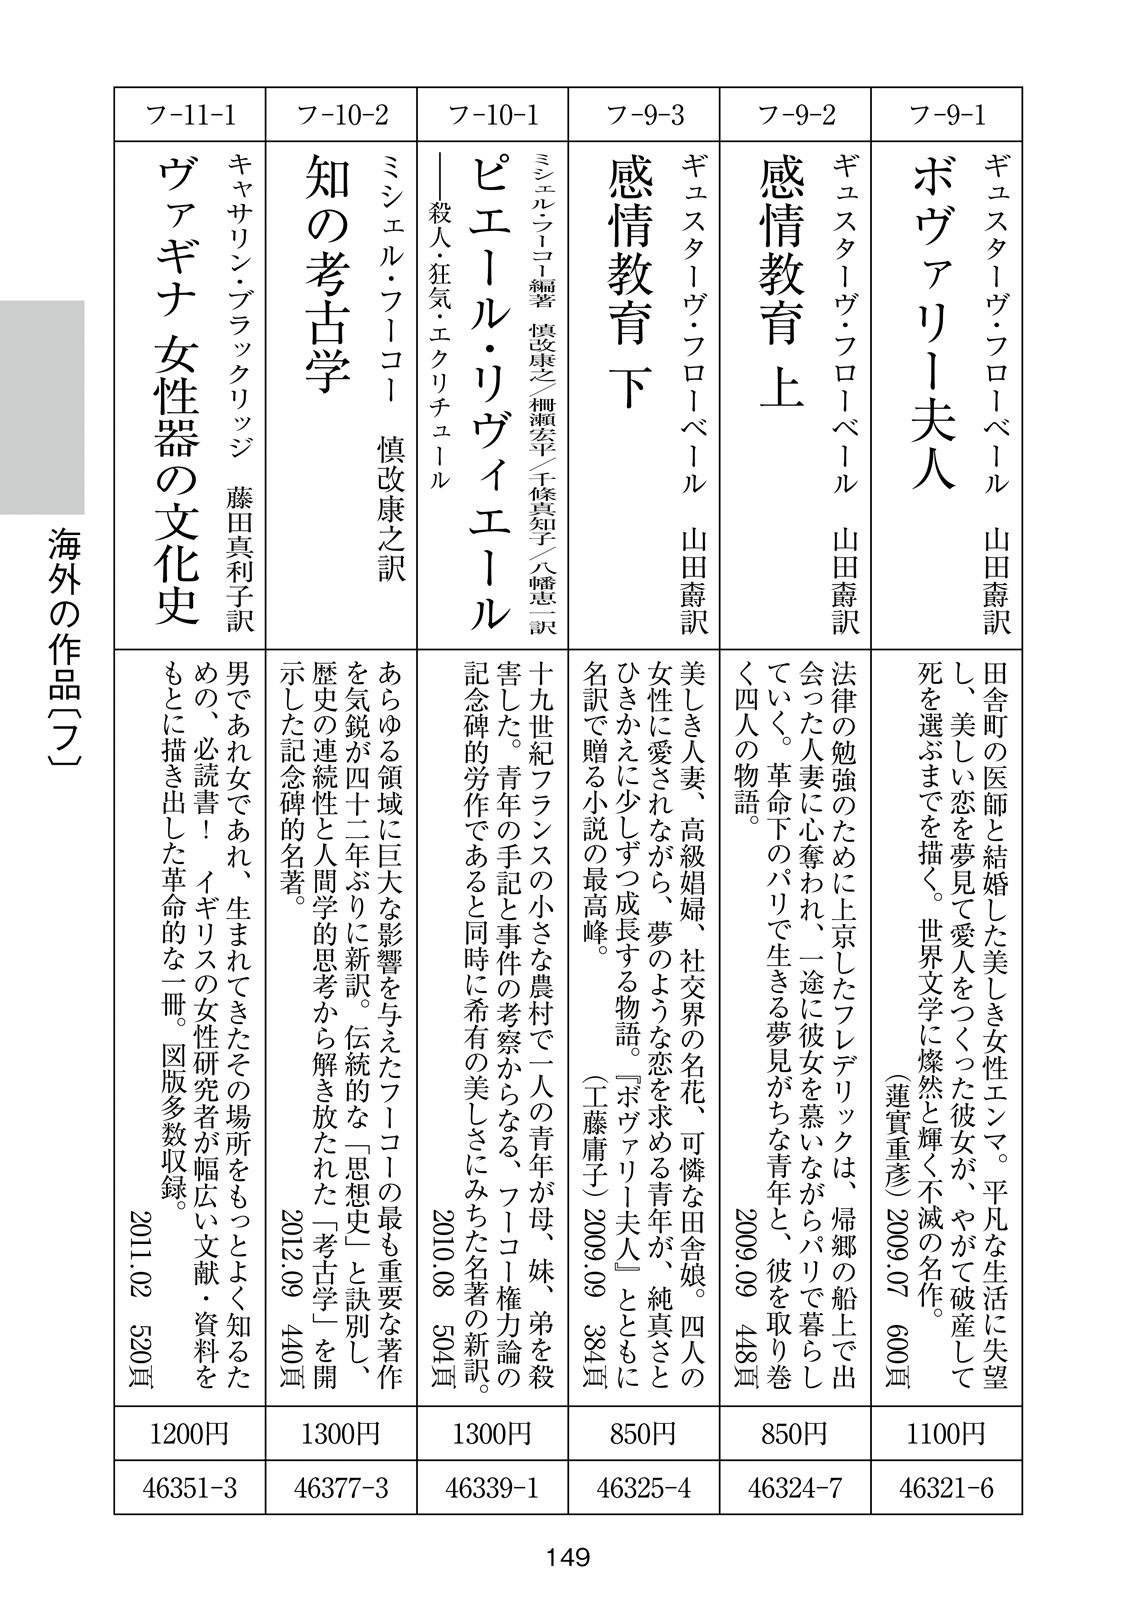 フ-9-1
ギュスターヴ・フローベール　山田𣝣訳
ボヴァリー夫人
田舎町の医師と結婚した美しき女性エンマ。平凡な生活に失望
し、美しい恋を夢見て愛人をつくった彼女が、やがて破産して
死を選ぶまでを描く。世界文学に燦然と輝く不滅の名作。
（蓮實重彥）2009.07　600頁
1100円
46321-6
フ-9-2
ギュスターヴ・フローベール　山田𣝣訳
感情教育 上
法律の勉強のために上京したフレデリックは、帰郷の船上で出
会った人妻に心奪われ、一途に彼女を慕いながらパリで暮らし
ていく。革命下のパリで生きる夢見がちな青年と、彼を取り巻
く四人の物語。
2009.09　448頁
850円
46324-7
フ-9-3
ギュスターヴ・フローベール　山田𣝣訳
感情教育 下
美しき人妻、高級娼婦、社交界の名花、可憐な田舎娘。四人の
女性に愛されながら、夢のような恋を求める青年が、純真さと
ひきかえに少しずつ成長する物語。『ボヴァリー夫人』とともに
名訳で贈る小説の最高峰。
（工藤庸子）2009.09　384頁
850円
46325-4
フ-10-1
ミシェル・フーコー編著　慎改康之／柵瀬宏平／千條真知子／八幡恵一訳
ピエール・リヴィエール
――殺人・狂気・エクリチュール
十九世紀フランスの小さな農村で一人の青年が母、妹、弟を殺
害した。青年の手記と事件の考察からなる、フーコー権力論の
記念碑的労作であると同時に希有の美しさにみちた名著の新訳。
2010.08　504頁
1300円
46339-1
フ-10-2
ミシェル・フーコー　慎改康之訳
知の考古学
あらゆる領域に巨大な影響を与えたフーコーの最も重要な著作
を気鋭が四十二年ぶりに新訳。伝統的な「思想史」と訣別し、
歴史の連続性と人間学的思考から解き放たれた「考古学」を開
示した記念碑的名著。
2012.09　440頁
1300円
46377-3
フ-11-1
キャサリン・ブラックリッジ　藤田真利子訳
ヴァギナ 女性器の文化史
男であれ女であれ、生まれてきたその場所をもっとよく知るた
めの、必読書！　イギリスの女性研究者が幅広い文献・資料を
もとに描き出した革命的な一冊。図版多数収録。
2011.02　520頁
1200円
46351-3
海外の作品〔フ〕
149